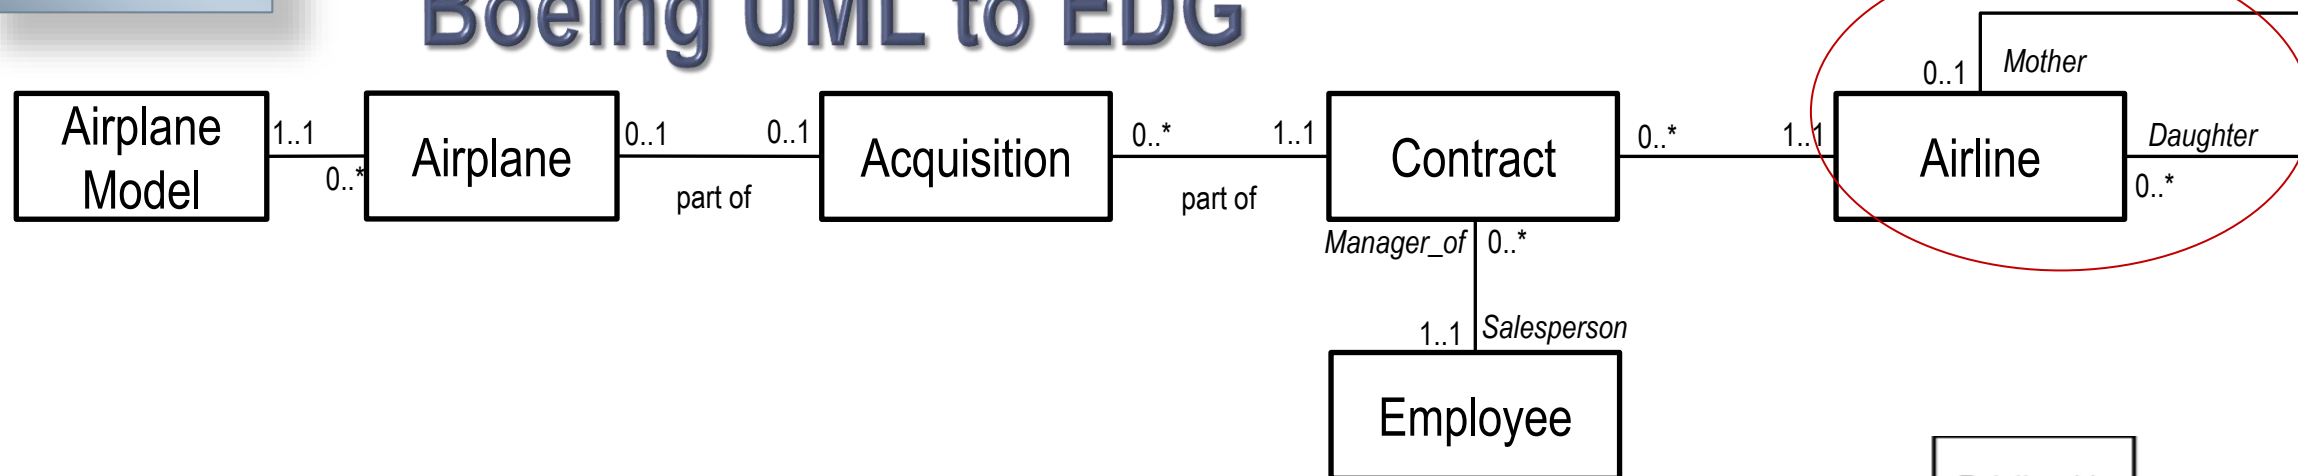 Boeing UML to EDG
Mother
0..1
Airplane
Model
1..1
0..*
Airplane
0..1
0..1
part of
Acquisition
0..*
1..1
part of
Contract
0..*
1..1
Airline
Daughter
0..*
Manager_of
0..*
1..1
Salesperson
Employee